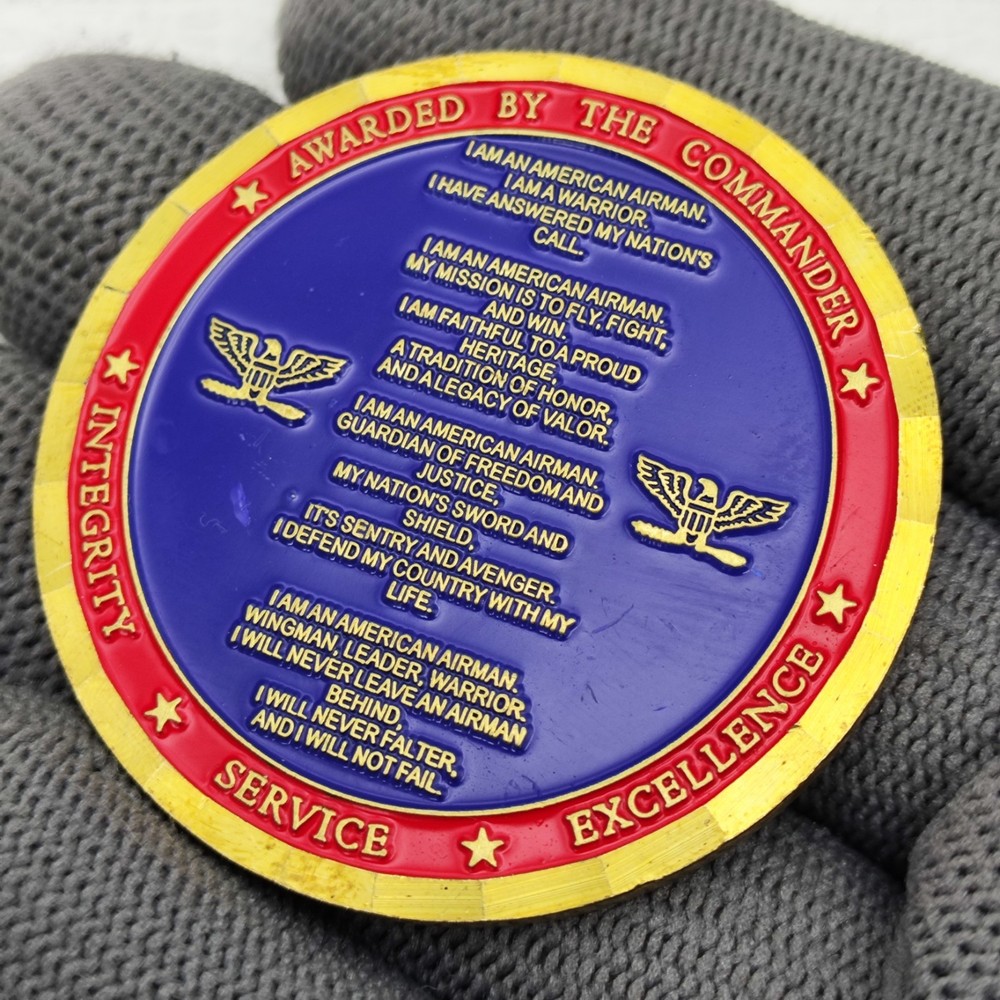 AWARDED BY THE COMMANDER
I AM AN AMERICAN AIRMAN.
I AM A WARRIOR.
I HAVE ANSWERED MY NATION'S
CALL.
I AM AN AMERICAN AIRMAN.
MY MISSION IS TO FLY, FIGHT,
AND WIN.
I AM FAITHFUL TO A PROUD
HERITAGE,
A TRADITION OF HONOR,
AND A LEGACY OF VALOR.
I AM AN AMERICAN AIRMAN.
GUARDIAN OF FREEDOM AND
JUSTICE,
MY NATION'S SWORD AND
SHIELD,
IT'S SENTRY AND AVENGER.
I DEFEND MY COUNTRY WITH MY
LIFE.
I AM AN AMERICAN AIRMAN.
WINGMAN, LEADER, WARRIOR.
I WILL NEVER LEAVE AN AIRMAN
BEHIND,
I WILL NEVER FALTER,
AND I WILL NOT FAIL.
INTEGRITY
SERVICE
EXCELLENCE